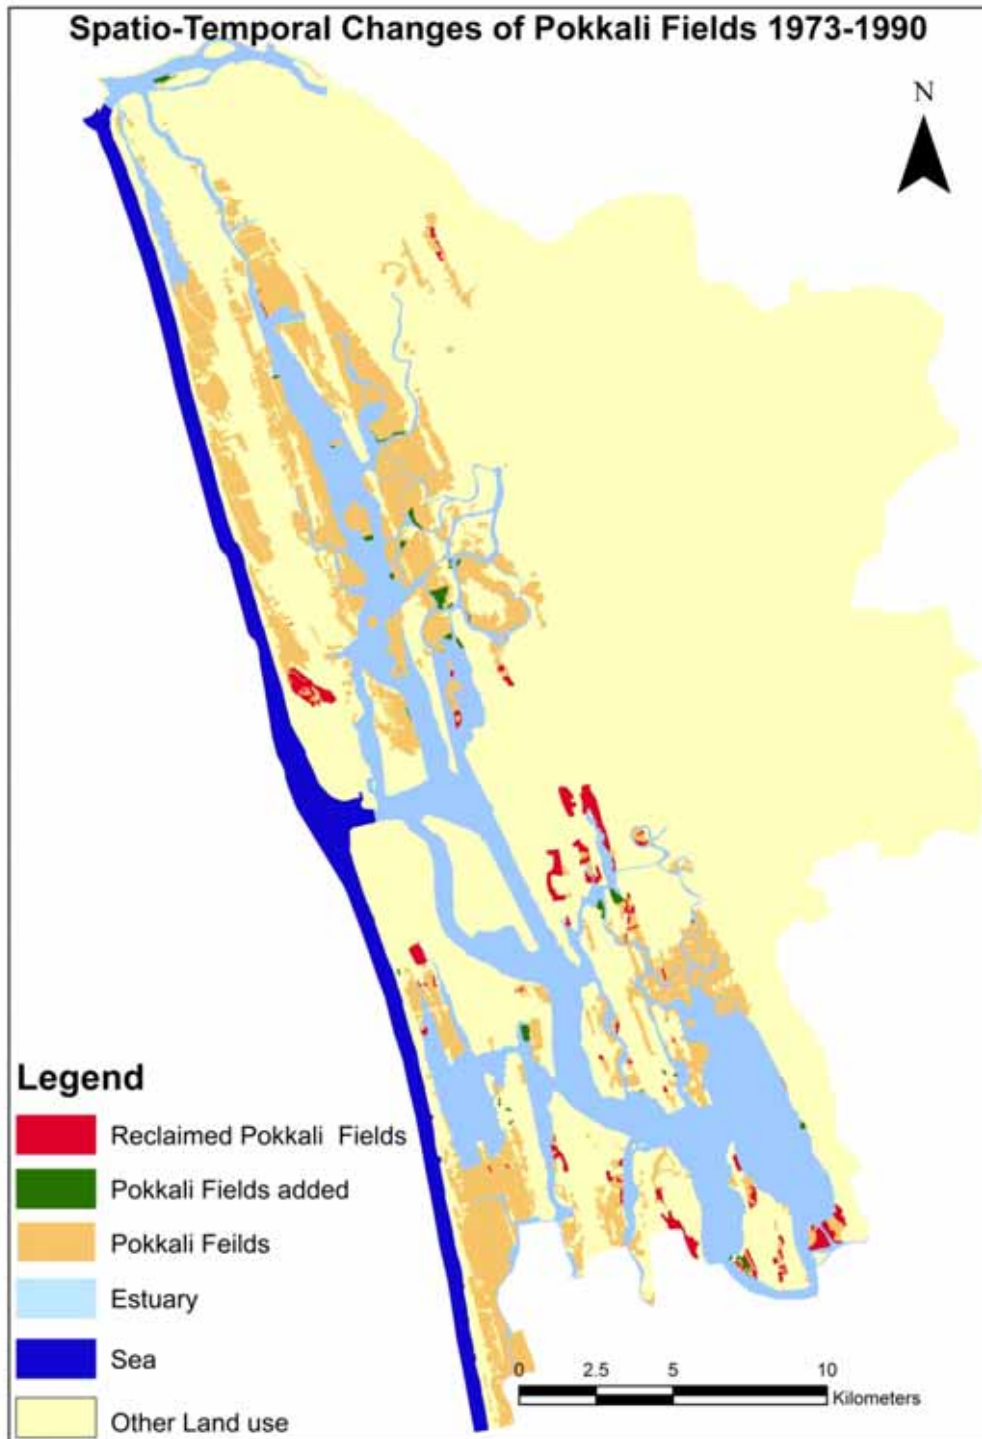 Spatio-Temporal Changes of Pokkali Fields 1973-1990
N
Legend
Reclaimed Pokkali Fields
Pokkali Fields added
Pokkali Feilds
Estuary
Sea
Other Land use
0 2.5 5 10
Kilometers